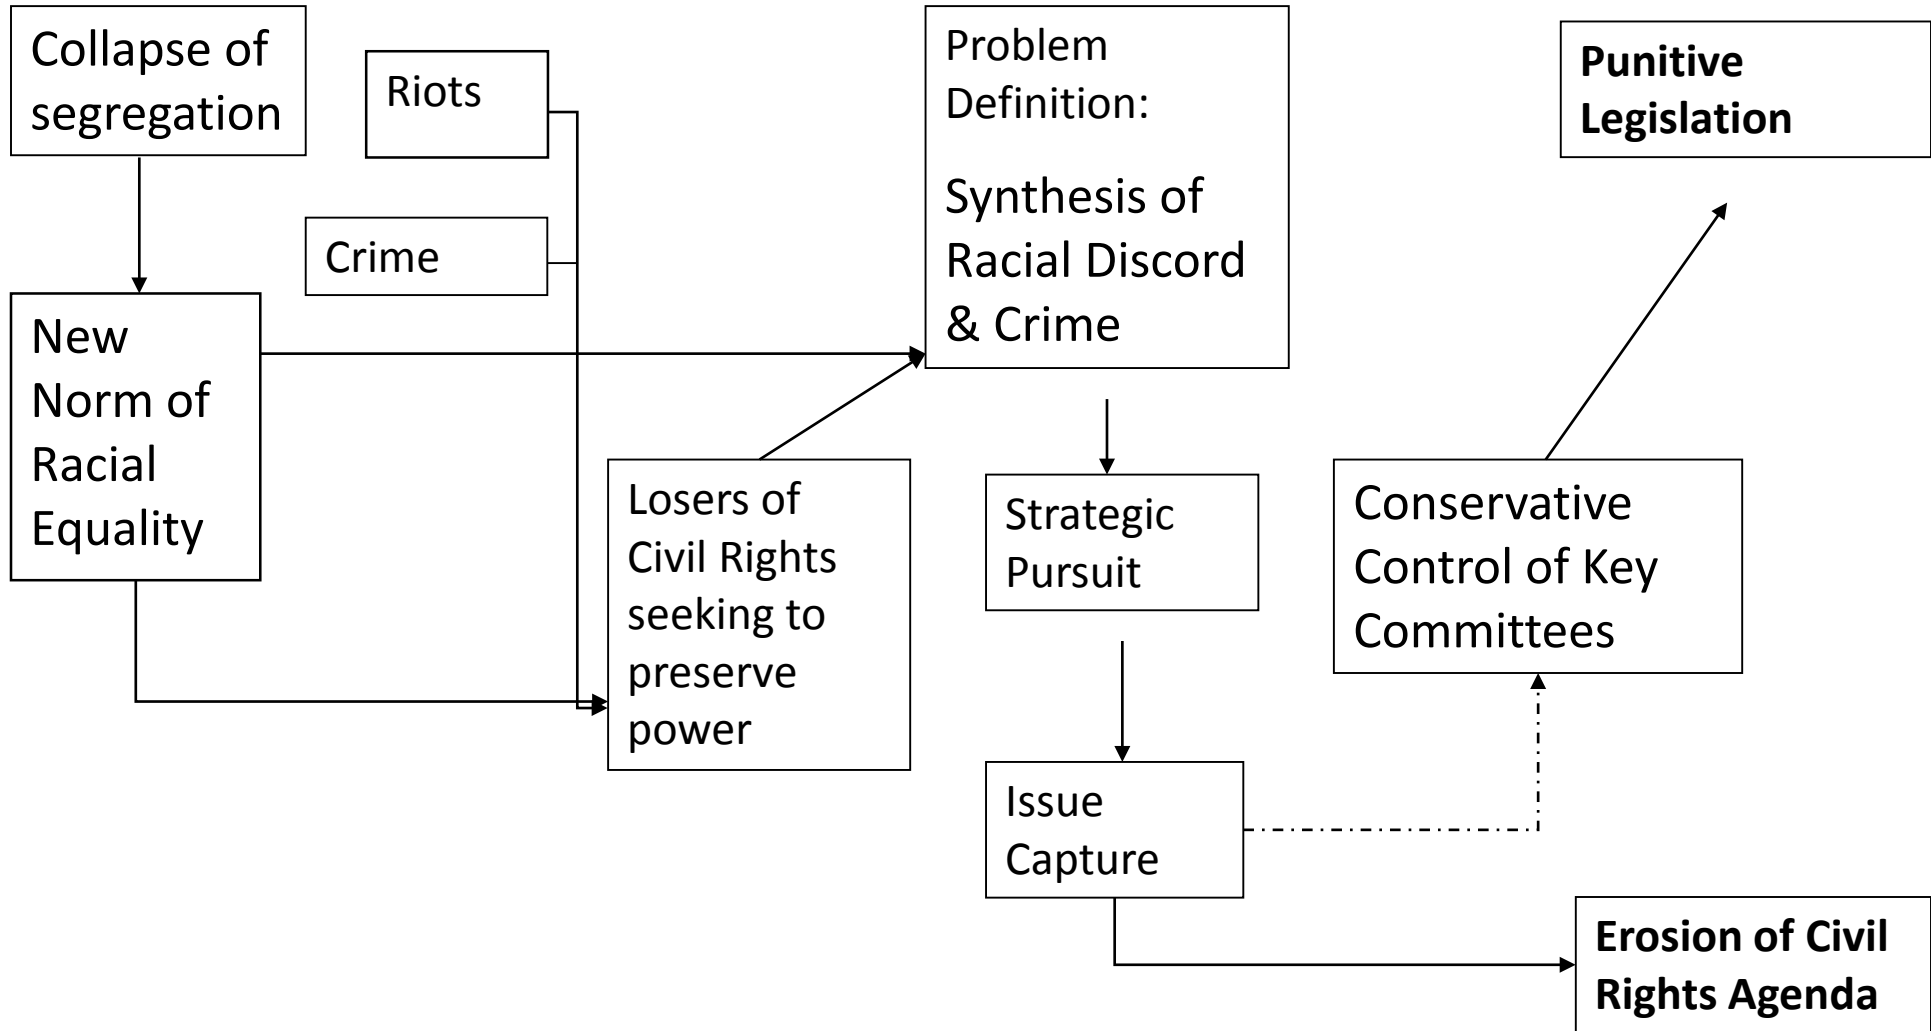 Collapse of
segregation
Riots
Crime
New
Norm of
Racial
Equality
Losers of
Civil Rights
seeking to
preserve
power
Problem
Definition:
Synthesis of
Racial Discord
& Crime
Strategic
Pursuit
Issue
Capture
Conservative
Control of Key
Committees
Punitive
Legislation
Erosion of Civil
Rights Agenda